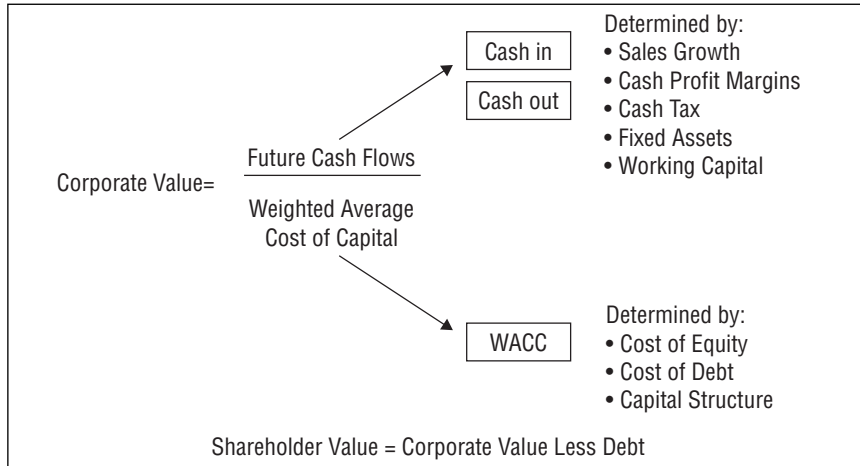 Corporate Value=
Future Cash Flows
Weighted Average
Cost of Capital
Cash in
Cash out
Determined by:
• Sales Growth
• Cash Profit Margins
• Cash Tax
• Fixed Assets
• Working Capital
WACC
Determined by:
• Cost of Equity
• Cost of Debt
• Capital Structure
Shareholder Value = Corporate Value Less Debt